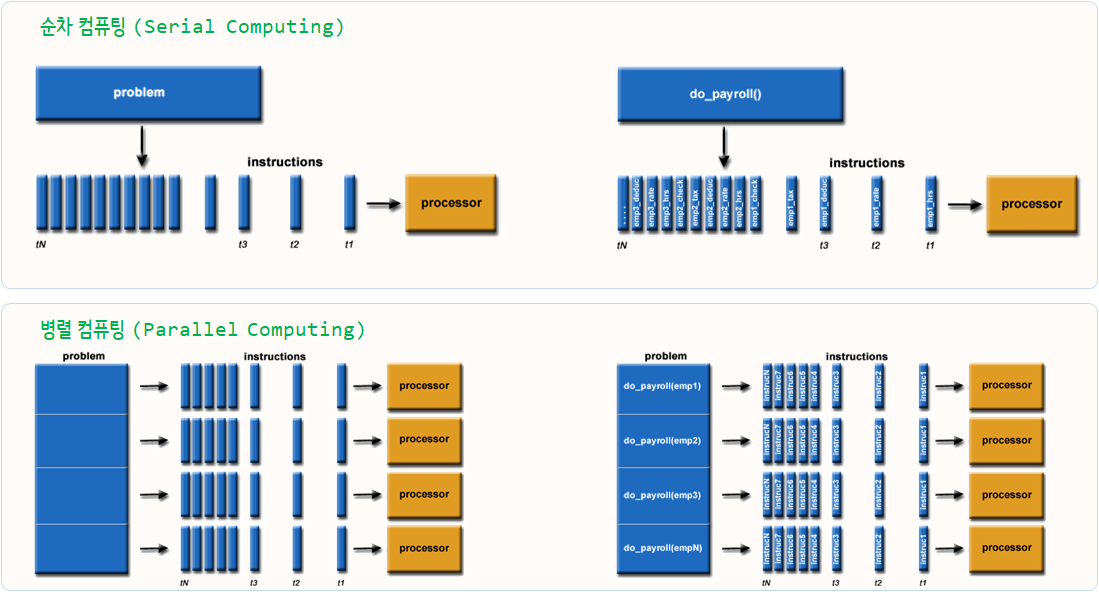 순차 컴퓨팅 (Serial Computing)
problem
instructions
processor
tN
t3
t2
t1
do_payroll()
instructions
....
emp3_deduc
emp3_rate
emp3_hrs
emp2_check
emp2_tax
emp2_deduc
emp2_rate
emp2_hrs
emp1_check
emp1_tax
emp1_deduc
emp1_rate
emp1_hrs
processor
tN
t3
t2
t1
병렬 컴퓨팅 (Parallel Computing)
problem
instructions
processor
processor
processor
processor
tN
t3
t2
t1
problem
instructions
do_payroll(emp1)
instrucN
instruc7
instruc6
instruc5
instruc4
instruc3
instruc2
instruc1
processor
do_payroll(emp2)
instrucN
instruc7
instruc6
instruc5
instruc4
instruc3
instruc2
instruc1
processor
do_payroll(emp3)
instrucN
instruc7
instruc6
instruc5
instruc4
instruc3
instruc2
instruc1
processor
do_payroll(empN)
instrucN
instruc7
instruc6
instruc5
instruc4
instruc3
instruc2
instruc1
processor
tN
t3
t2
t1